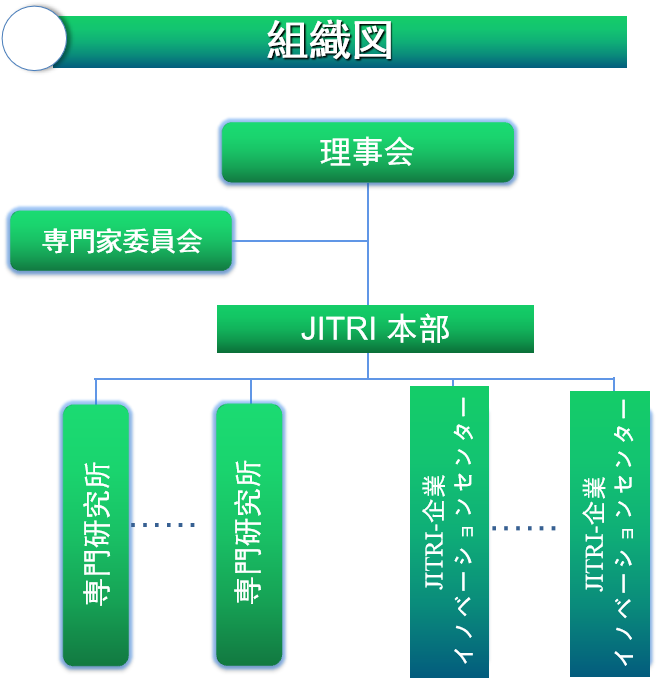 組織図
理事会
専門家委員会
JITRI 本部
専門研究所
専門研究所
JITRI-企業
イノベーションセンター
JITRI-企業
イノベーションセンター